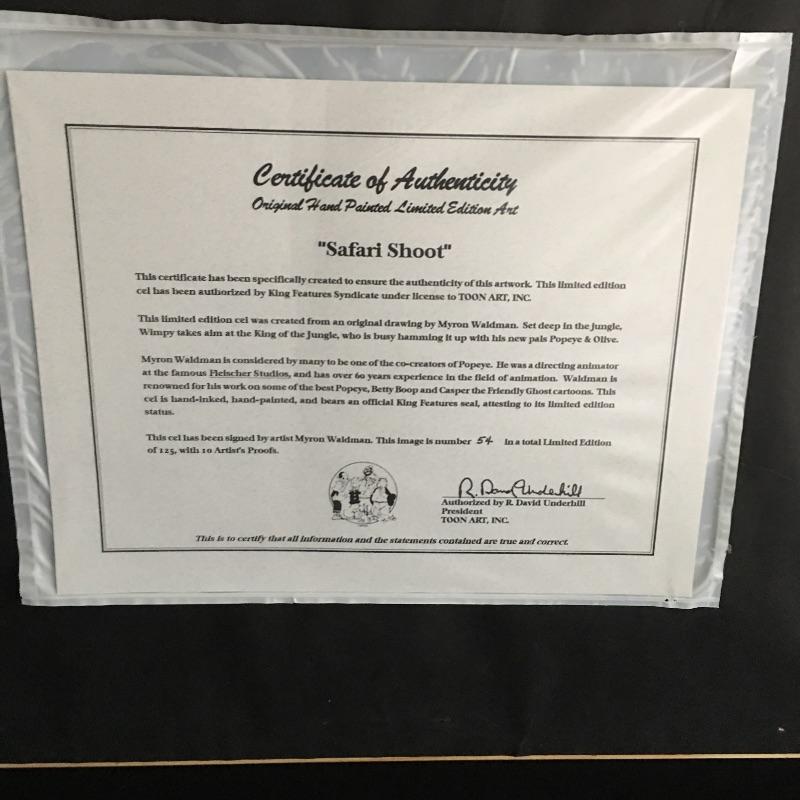 Certificate of Authenticity
Original Hand Painted Limited Edition Art
"Safari Shoot"
This certificate has been specifically created to ensure the authenticity of this artwork. This limited edition
cel has been authorized by King Features Syndicate under license to TOON ART, INC.
This limited edition cel was created from an original drawing by Myron Waldman. Set deep in the jungle,
Wimpy takes aim at the King of the Jungle, who is busy hamming it up with his new pals Popeye & Olive.
Myron Waldman is considered by many to be one of the co-creators of Popeye. He was a directing animator
at the famous Fleischer Studios, and has over 60 years experience in the field of animation. Waldman is
renowned for his work on some of the best Popeye, Betty Boop and Casper the Friendly Ghost cartoons. This
cel is hand-inked, hand-painted, and bears an official King Features seal, attesting to its limited edition
status.
This cel has been signed by artist Myron Waldman. This image is number 54 in a total Limited Edition
of 125, with 10 Artist's Proofs.
R. David Underhill
Authorized by R. David Underhill
President
TOON ART, INC.
This is to certify that all information and the statements contained are true and correct.